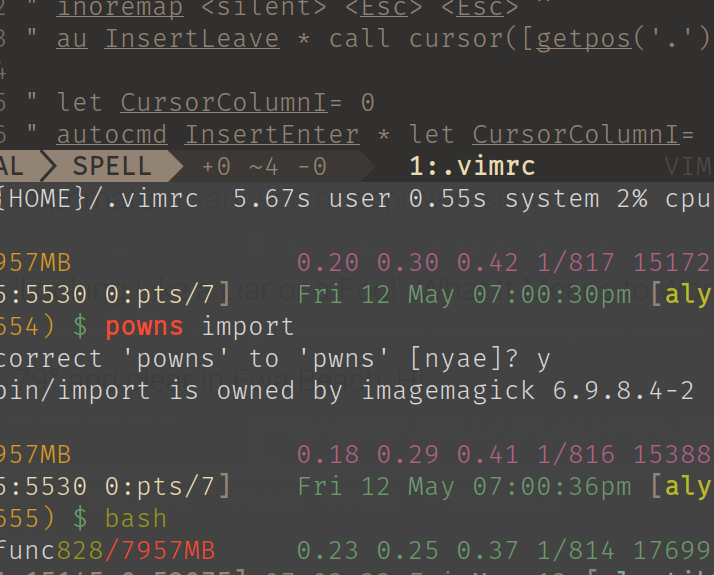 2 " inoremap <silent> <Esc> <Esc> ^
3 " au InsertLeave * call cursor([getpos('.')
4
5 " let CursorColumnI= 0
6 " autocmd InsertEnter * let CursorColumnI=
AL SPELL +0 ~4 -0 1:.vimrc VIM
{HOME}/.vimrc 5.67s user 0.55s system 2% cpu
957MB 0.20 0.30 0.42 1/817 15172
5:5530 0:pts/7] Fri 12 May 07:00:30pm [aly
654) $ powns import
correct 'powns' to 'pwns' [nyae]? y
bin/import is owned by imagemagick 6.9.8.4-2
957MB 0.18 0.29 0.41 1/816 15388
5:5530 0:pts/7] Fri 12 May 07:00:36pm [aly
655) $ bash
func828/7957MB 0.23 0.25 0.37 1/814 17699